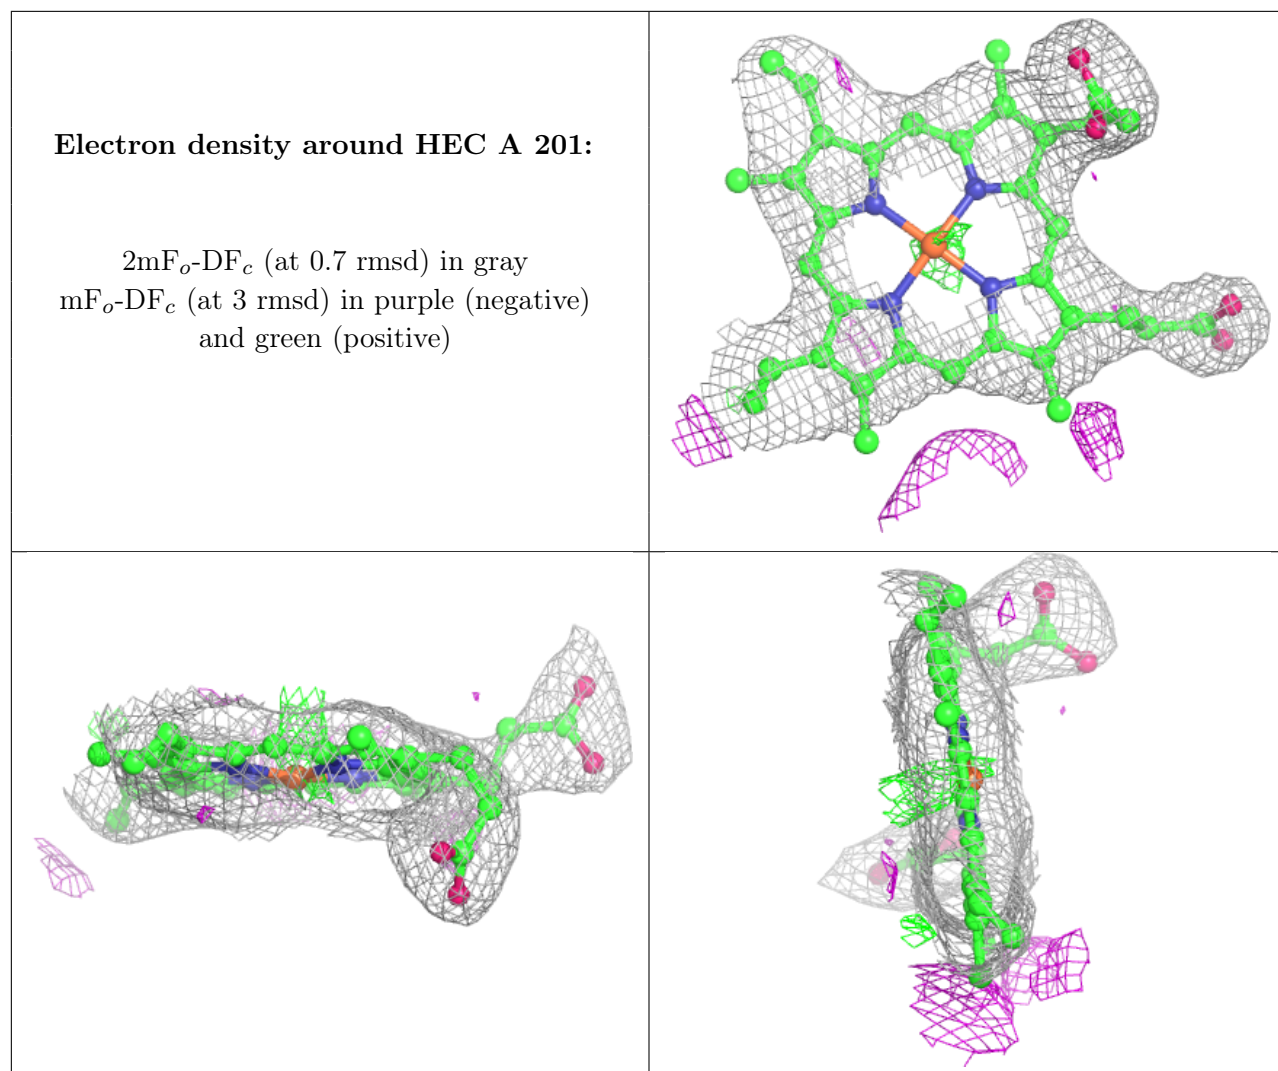 Electron density around HEC A 201:
2mFo-DFc (at 0.7 rmsd) in gray
mFo-DFc (at 3 rmsd) in purple (negative)
and green (positive)